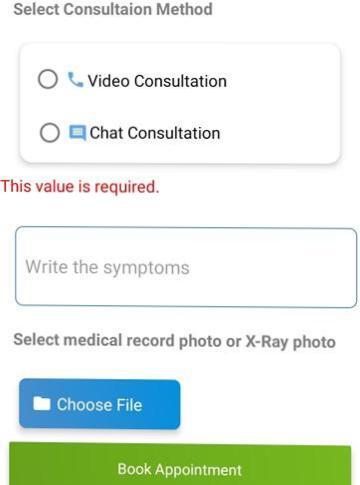 Select Consultaion Method
Video Consultation
Chat Consultation
This value is required.
Write the symptoms
Select medical record photo or X-Ray photo
Choose File
Book Appointment